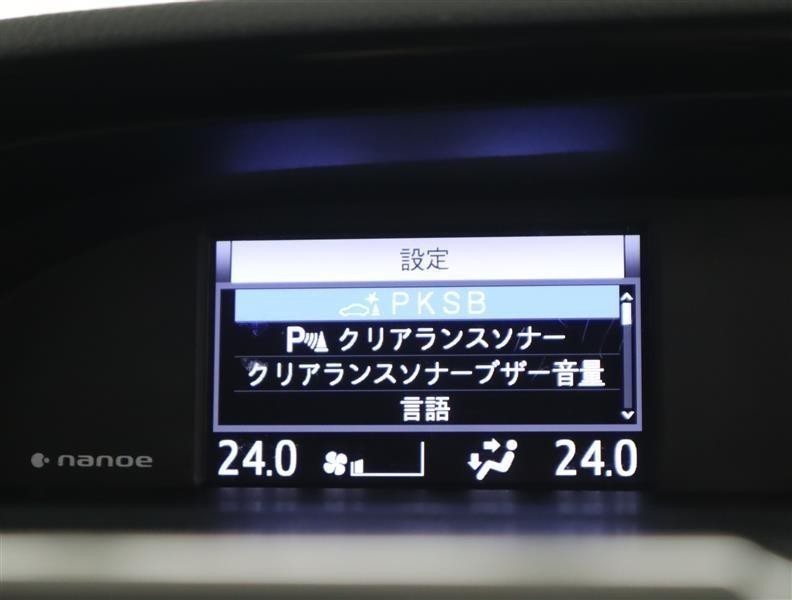 設定
PKSB
P クリアランスソナー
クリアランスソナーブザー音量
言語
24.0 24.0
nanoe